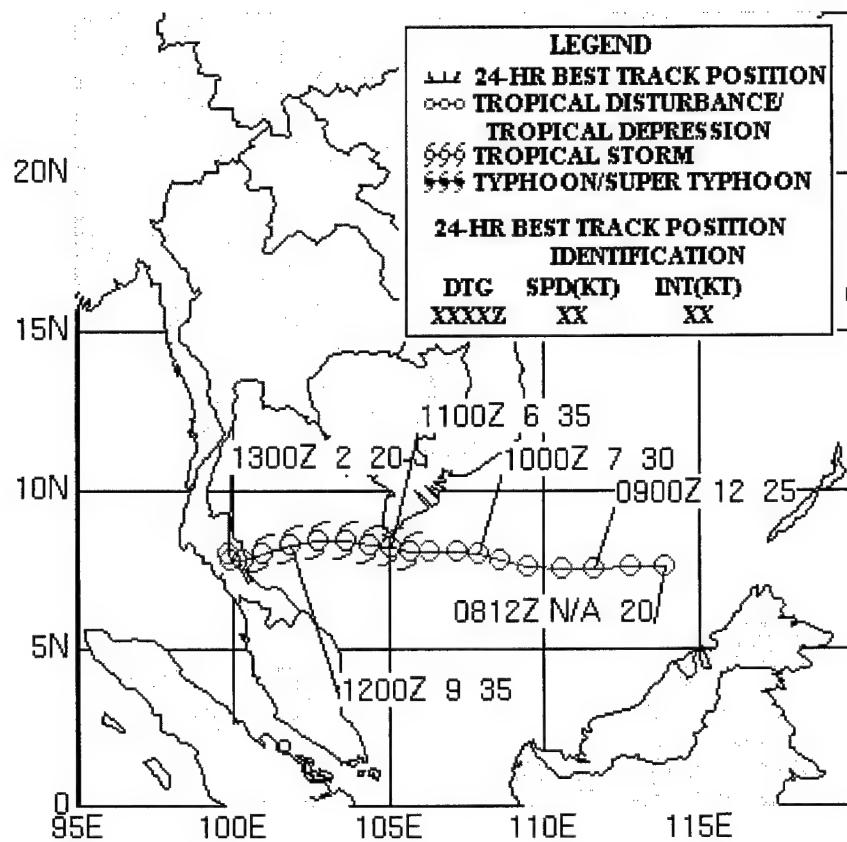 LEGEND
24-HR BEST TRACK POSITION
TROPICAL DISTURBANCE/
TROPICAL DEPRESSION
TROPICAL STORM
TYPHOON/SUPER TYPHOON
24-HR BEST TRACK POSITION
IDENTIFICATION
DTG SPD(KT) INT(KT)
XXXXZ XX XX
20N
15N
1100Z 6 35
1300Z 2 20
1000Z 7 30
10N
0900Z 12 25
0812Z N/A 20
5N
1200Z 9 35
0
95E 100E 105E 110E 115E